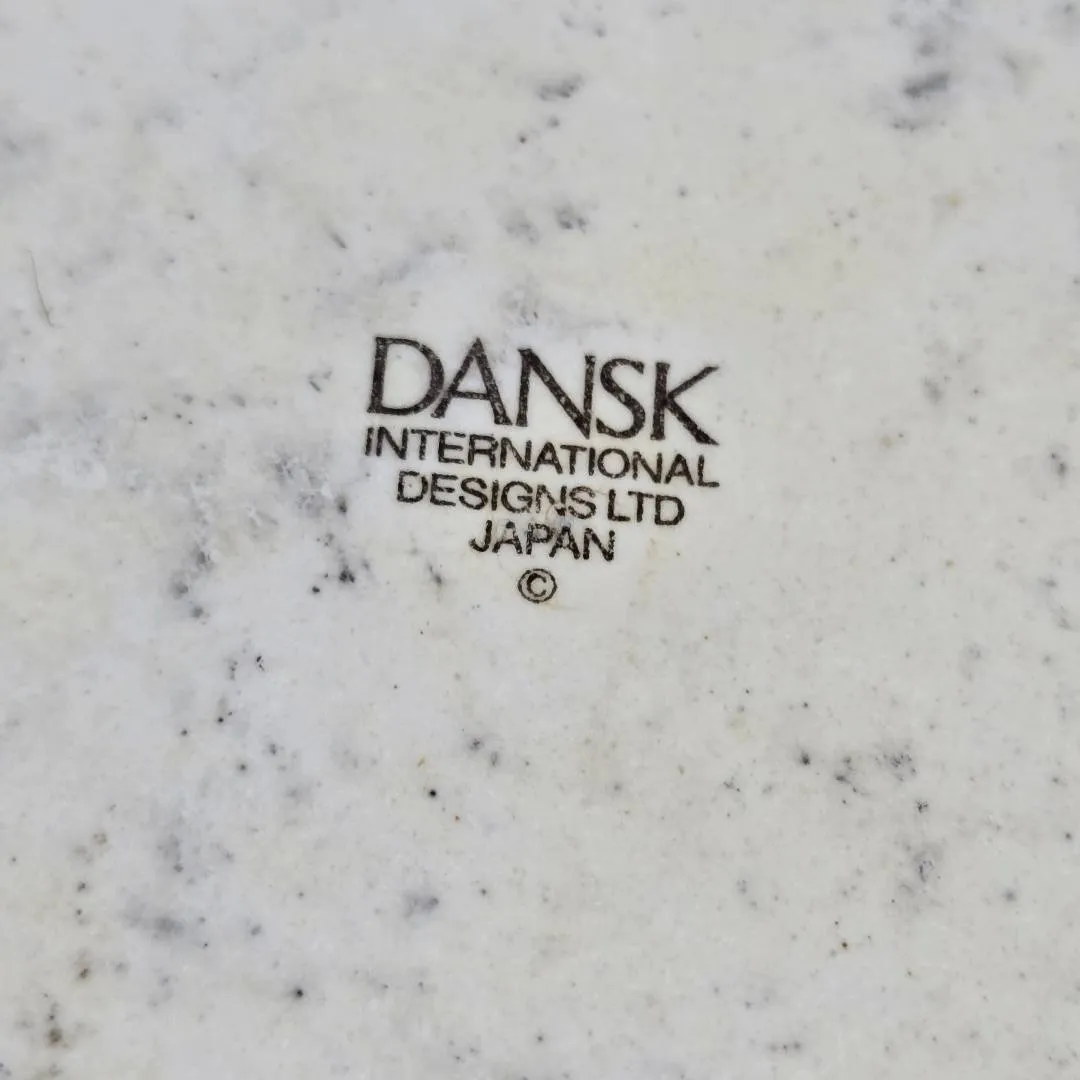 DANSK
INTERNATIONAL
DESIGNS LTD
JAPAN
©